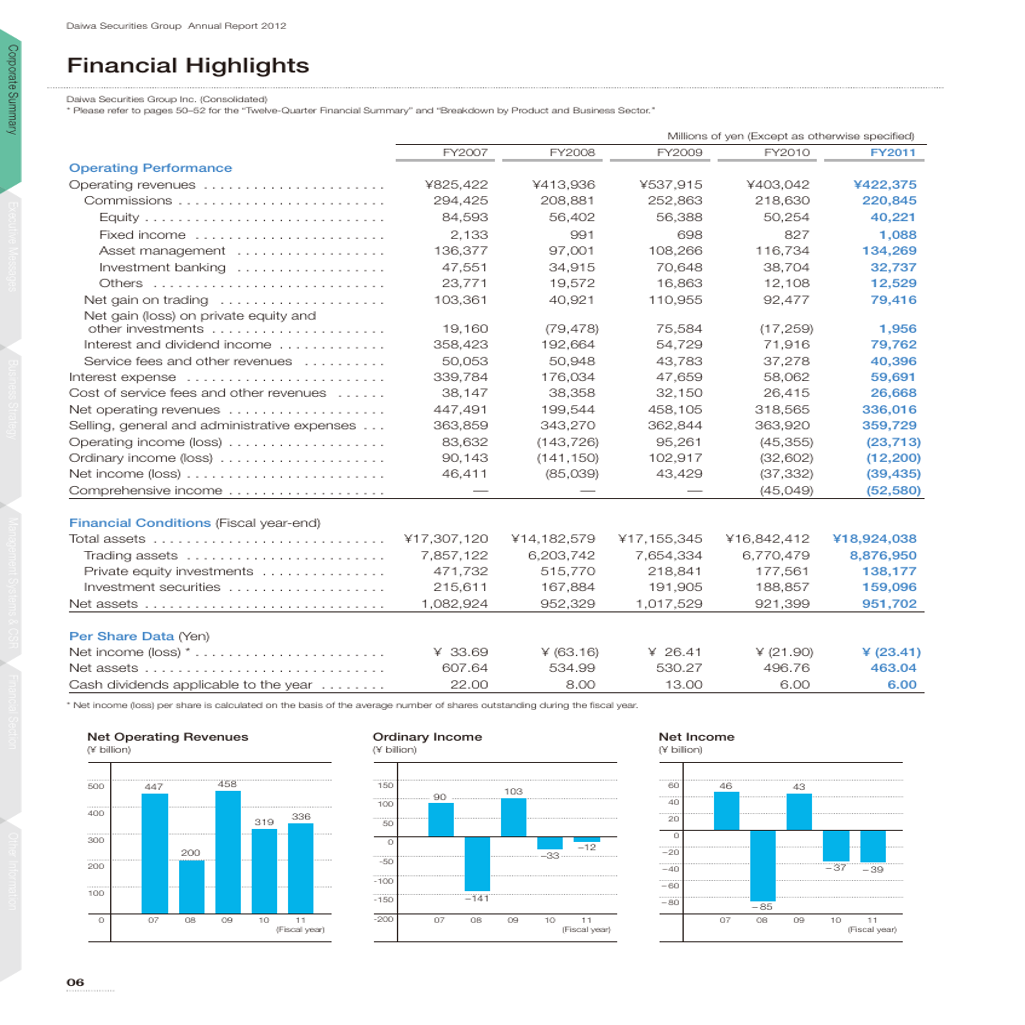 Daiwa Securities Group Annual Report 2012
Corporate Summary
Executive Messages
Business Strategy
Management Systems & CSR
Financial Section
Other Information
Financial Highlights
Daiwa Securities Group Inc. (Consolidated)
* Please refer to pages 50–52 for the “Twelve-Quarter Financial Summary” and “Breakdown by Product and Business Sector.”
Millions of yen (Except as otherwise specified)
FY2007 FY2008 FY2009 FY2010 FY2011
Operating Performance
Operating revenues . . . . . . . . . . . . . . . . . . . . . . ¥825,422 ¥413,936 ¥537,915 ¥403,042 ¥422,375
Commissions . . . . . . . . . . . . . . . . . . . . . . . . . 294,425 208,881 252,863 218,630 220,845
Equity . . . . . . . . . . . . . . . . . . . . . . . . . . . . . 84,593 56,402 56,388 50,254 40,221
Fixed income . . . . . . . . . . . . . . . . . . . . . . . 2,133 991 698 827 1,088
Asset management . . . . . . . . . . . . . . . . . . 136,377 97,001 108,266 116,734 134,269
Investment banking . . . . . . . . . . . . . . . . . . 47,551 34,915 70,648 38,704 32,737
Others . . . . . . . . . . . . . . . . . . . . . . . . . . . . 23,771 19,572 16,863 12,108 12,529
Net gain on trading . . . . . . . . . . . . . . . . . . . . 103,361 40,921 110,955 92,477 79,416
Net gain (loss) on private equity and
other investments . . . . . . . . . . . . . . . . . . . . . 19,160 (79,478) 75,584 (17,259) 1,956
Interest and dividend income . . . . . . . . . . . . . 358,423 192,664 54,729 71,916 79,762
Service fees and other revenues . . . . . . . . . . 50,053 50,948 43,783 37,278 40,396
Interest expense . . . . . . . . . . . . . . . . . . . . . . . . 339,784 176,034 47,659 58,062 59,691
Cost of service fees and other revenues . . . . . . 38,147 38,358 32,150 26,415 26,668
Net operating revenues . . . . . . . . . . . . . . . . . . . 447,491 199,544 458,105 318,565 336,016
Selling, general and administrative expenses . . . 363,859 343,270 362,844 363,920 359,729
Operating income (loss) . . . . . . . . . . . . . . . . . . . 83,632 (143,726) 95,261 (45,355) (23,713)
Ordinary income (loss) . . . . . . . . . . . . . . . . . . . . 90,143 (141,150) 102,917 (32,602) (12,200)
Net income (loss) . . . . . . . . . . . . . . . . . . . . . . . . 46,411 (85,039) 43,429 (37,332) (39,435)
Comprehensive income . . . . . . . . . . . . . . . . . . . — — — (45,049) (52,580)
Financial Conditions (Fiscal year-end)
Total assets . . . . . . . . . . . . . . . . . . . . . . . . . . . . ¥17,307,120 ¥14,182,579 ¥17,155,345 ¥16,842,412 ¥18,924,038
Trading assets . . . . . . . . . . . . . . . . . . . . . . . . 7,857,122 6,203,742 7,654,334 6,770,479 8,876,950
Private equity investments . . . . . . . . . . . . . . . 471,732 515,770 218,841 177,561 138,177
Investment securities . . . . . . . . . . . . . . . . . . . 215,611 167,884 191,905 188,857 159,096
Net assets . . . . . . . . . . . . . . . . . . . . . . . . . . . . . 1,082,924 952,329 1,017,529 921,399 951,702
Per Share Data (Yen)
Net income (loss) * . . . . . . . . . . . . . . . . . . . . . . . ¥ 33.69 ¥ (63.16) ¥ 26.41 ¥ (21.90) ¥ (23.41)
Net assets . . . . . . . . . . . . . . . . . . . . . . . . . . . . . 607.64 534.99 530.27 496.76 463.04
Cash dividends applicable to the year . . . . . . . . 22.00 8.00 13.00 6.00 6.00
* Net income (loss) per share is calculated on the basis of the average number of shares outstanding during the fiscal year.
Net Operating Revenues
(¥ billion)
500
400
300
200
100
0
447 200 458 319 336
07 08 09 10 11
(Fiscal year)
Ordinary Income
(¥ billion)
150
100
50
0
-50
-100
-150
-200
90 –141 103 –33 –12
07 08 09 10 11
(Fiscal year)
Net Income
(¥ billion)
60
40
20
0
–20
–40
–60
–80
46 –85 43 –37 –39
07 08 09 10 11
(Fiscal year)
06